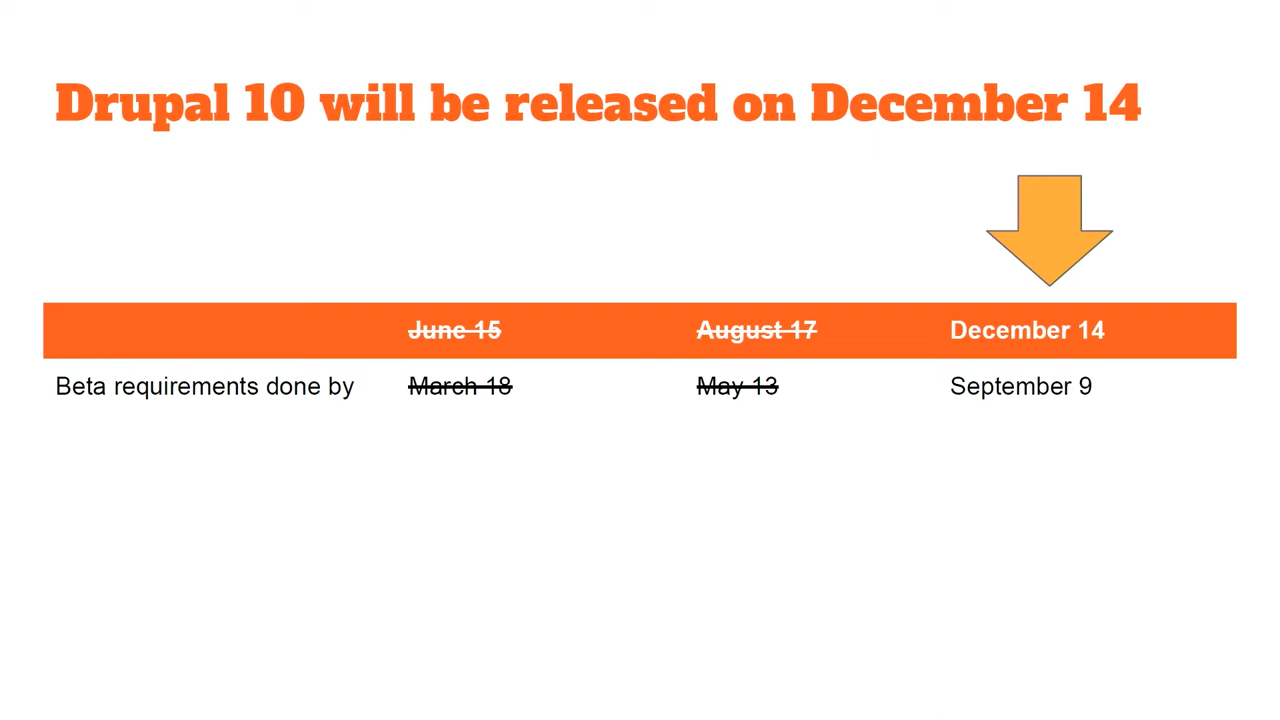 Drupal 10 will be released on December 14
June 15 August 17 December 14
Beta requirements done by March 18 May 13 September 9